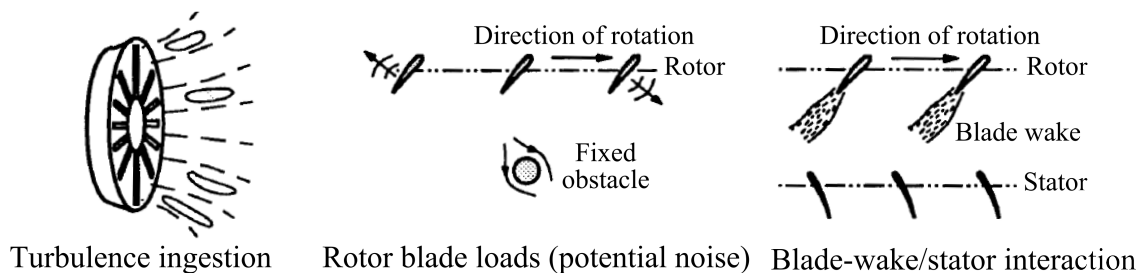 Direction of rotation
Rotor
Fixed
obstacle
Direction of rotation
Rotor
Blade wake
Stator
Turbulence ingestion
Rotor blade loads (potential noise)
Blade-wake/stator interaction